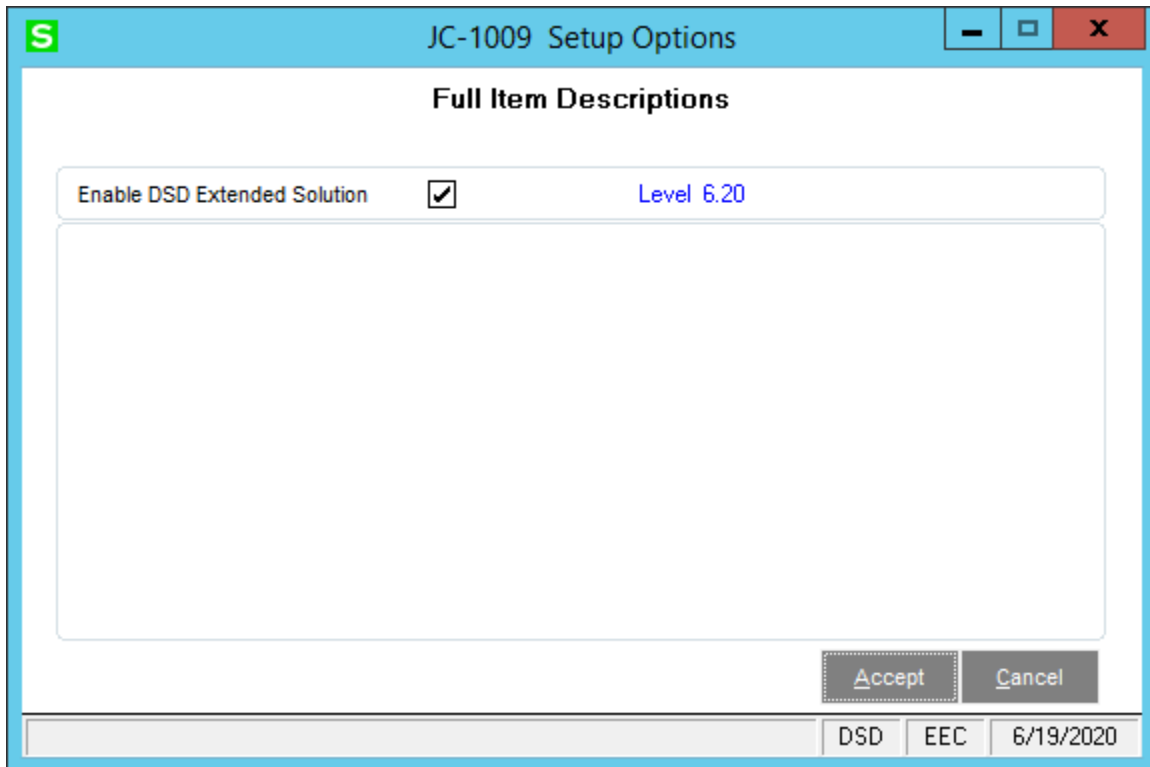 S JC-1009 Setup Options x
Full Item Descriptions
Enable DSD Extended Solution Level 6.20
Accept Cancel
DSD EEC 6/19/2020